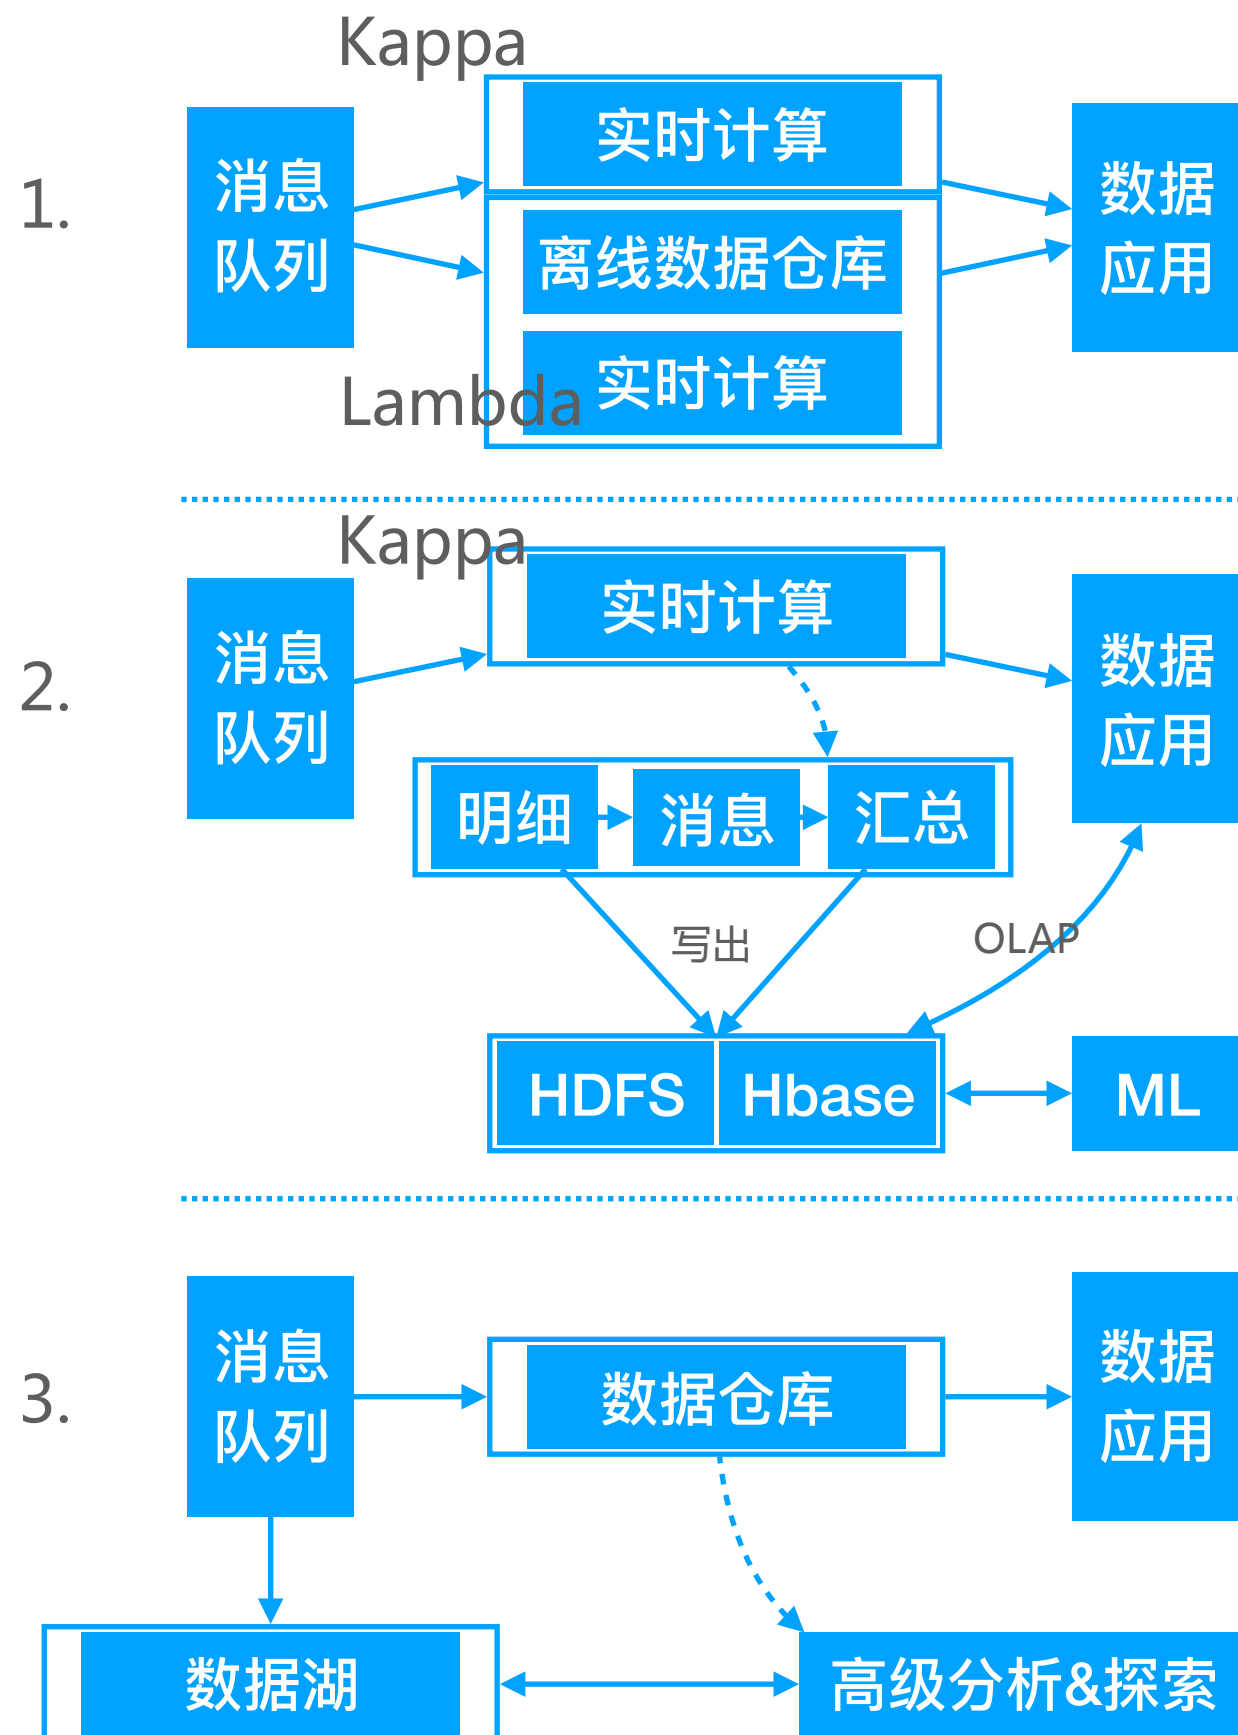 Kappa
1.
消息
队列
实时计算
离线数据仓库
实时计算
Lambda
数据
应用
2.
Kappa
消息
队列
实时计算
数据
应用
明细
消息
汇总
写出
OLAP
HDFS
Hbase
ML
3.
消息
队列
数据仓库
数据
应用
数据湖
高级分析&探索